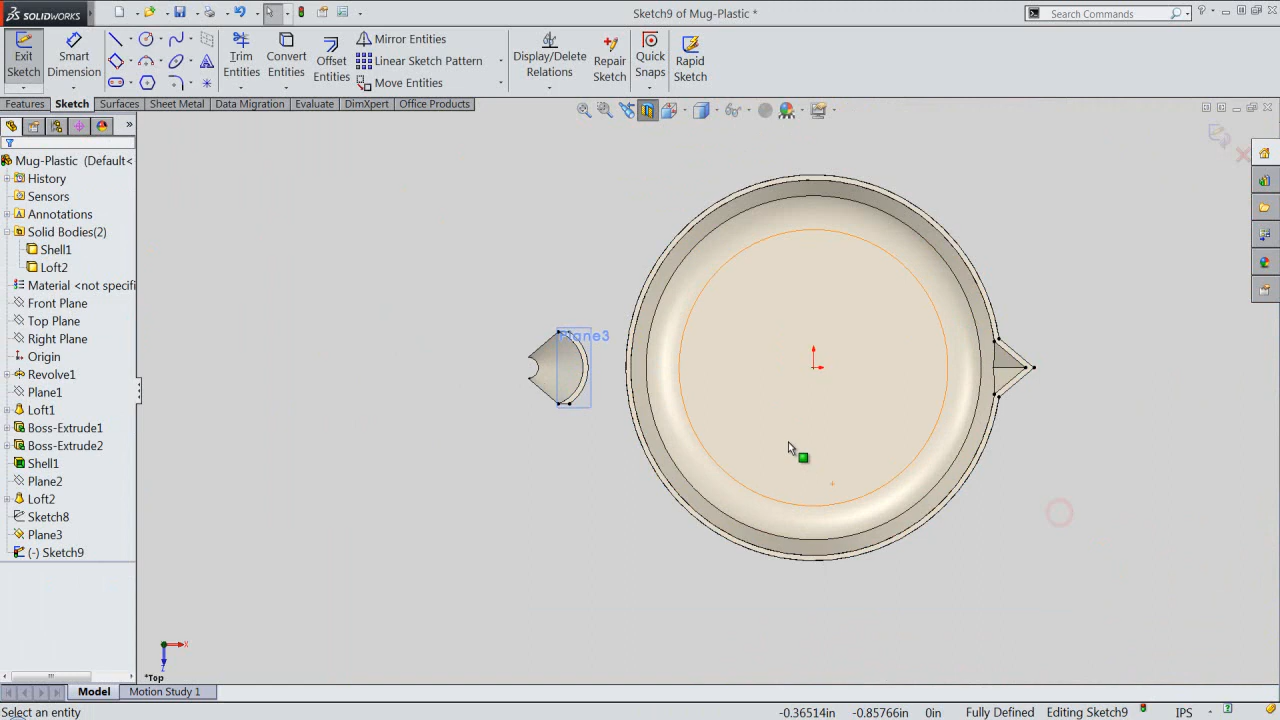 SOLIDWORKS
Sketch9 of Mug-Plastic *
Search Commands
Exit Sketch
Smart Dimension
Trim Entities
Convert Entities
Offset Entities
Mirror Entities
Linear Sketch Pattern
Move Entities
Display/Delete Relations
Repair Sketch
Quick Snaps
Rapid Sketch
Features
Sketch
Surfaces
Sheet Metal
Data Migration
Evaluate
DimXpert
Office Products
Mug-Plastic (Default<
History
Sensors
Annotations
Solid Bodies(2)
Shell1
Loft2
Material <not specifi
Front Plane
Top Plane
Right Plane
Origin
Revolve1
Plane1
Loft1
Boss-Extrude1
Boss-Extrude2
Shell1
Plane2
Loft2
Sketch8
Plane3
(-) Sketch9
Plane3
X
Z
*Top
Model
Motion Study 1
Select an entity
-0.36514in
-0.85766in
0in
Fully Defined
Editing Sketch9
IPS